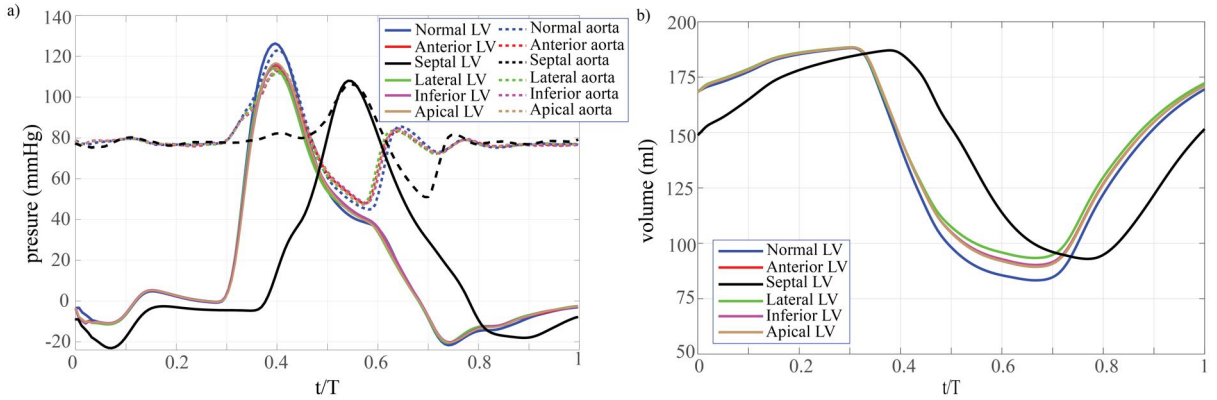 a)
140
120
100
80
60
40
20
0
-20
presure (mmHg)
0
0.2
0.4
0.6
0.8
1
t/T
Normal LV
Anterior LV
Septal LV
Lateral LV
Inferior LV
Apical LV
Normal aorta
Anterior aorta
Septal aorta
Lateral aorta
Inferior aorta
Apical aorta
b)
200
175
150
125
100
75
50
volume (ml)
0
0.2
0.4
0.6
0.8
1
t/T
Normal LV
Anterior LV
Septal LV
Lateral LV
Inferior LV
Apical LV